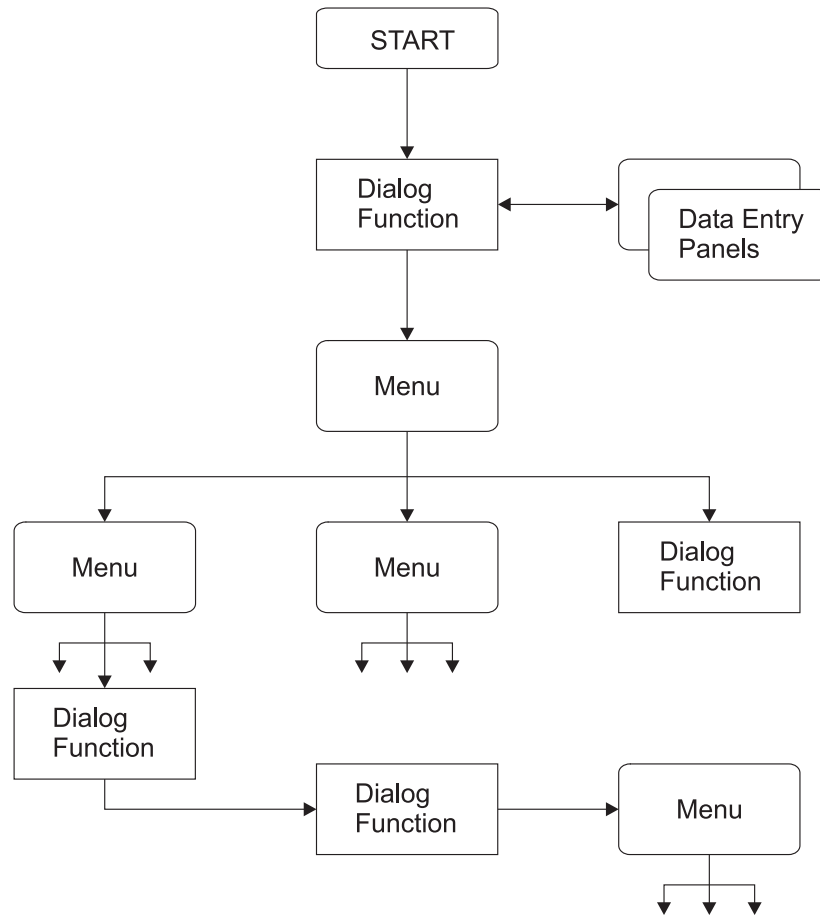 START
Dialog
Function
Data Entry
Panels
Menu
Menu
Menu
Dialog
Function
Dialog
Function
Dialog
Function
Menu